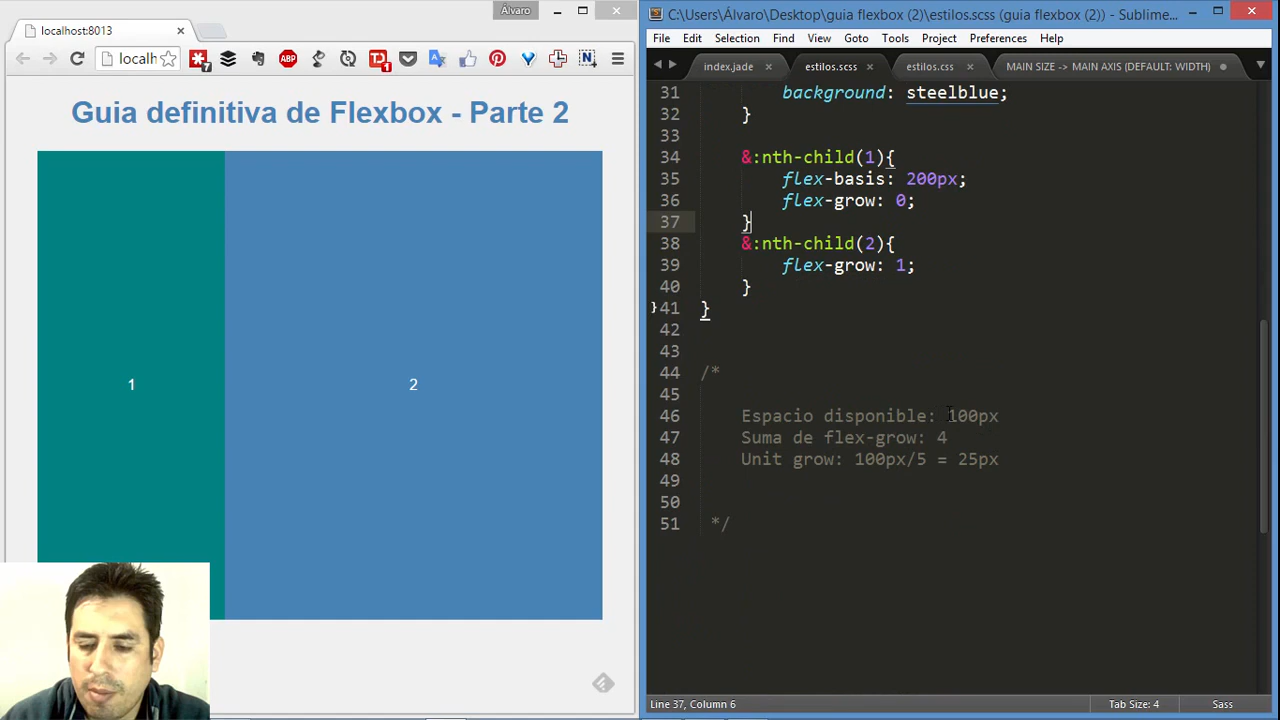 Álvaro
localhost:8013
localh
7
1
Guia definitiva de Flexbox - Parte 2
1
2
C:\Users\Álvaro\Desktop\guia flexbox (2)\estilos.scss (guia flexbox (2)) - Sublime...
File Edit Selection Find View Goto Tools Project Preferences Help
index.jade
estilos.scss
estilos.css
MAIN SIZE -> MAIN AXIS (DEFAULT: WIDTH)
31 background: steelblue;
32 }
33
34 &:nth-child(1){
35 flex-basis: 200px;
36 flex-grow: 0;
37 }
38 &:nth-child(2){
39 flex-grow: 1;
40 }
}41 }
42
43
44 /*
45
46 Espacio disponible: 100px
47 Suma de flex-grow: 4
48 Unit grow: 100px/5 = 25px
49
50
51 */
Line 37, Column 6
Tab Size: 4
Sass